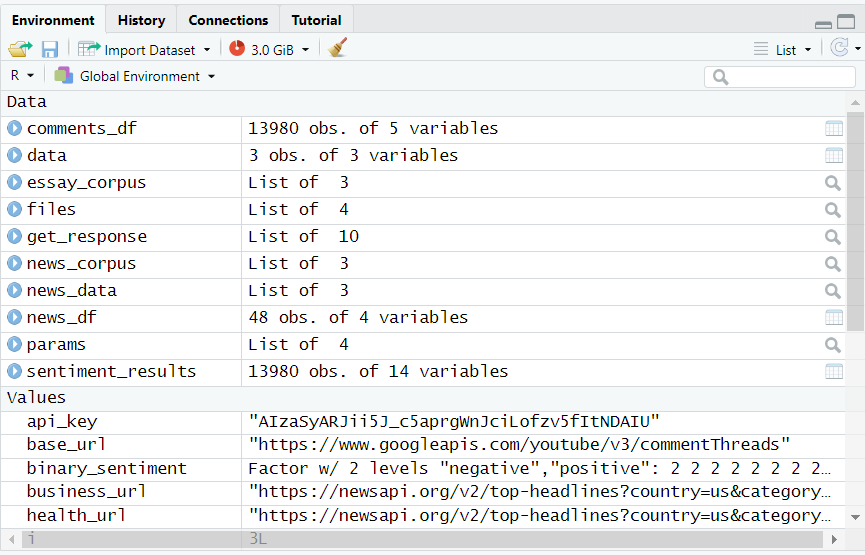 Environment History Connections Tutorial
Import Dataset 3.0 GiB List
R Global Environment
Data
comments_df 13980 obs. of 5 variables
data 3 obs. of 3 variables
essay_corpus List of 3
files List of 4
get_response List of 10
news_corpus List of 3
news_data List of 3
news_df 48 obs. of 4 variables
params List of 4
sentiment_results 13980 obs. of 14 variables
Values
api_key "AIzaSyARJii5J_c5aprgWnJciLofzv5fItNDAIU"
base_url "https://www.googleapis.com/youtube/v3/commentThreads"
binary_sentiment Factor w/ 2 levels "negative","positive": 2 2 2 2 2 2 2 2…
business_url "https://newsapi.org/v2/top-headlines?country=us&category…
health_url "https://newsapi.org/v2/top-headlines?country=us&category…
i 3L